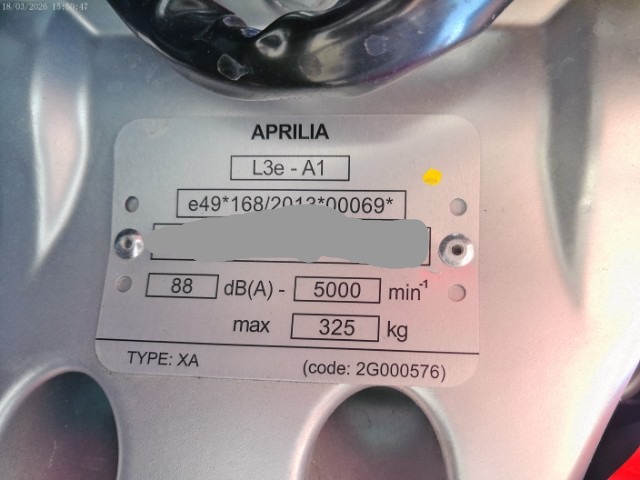 18/03/2026 15:50:47
APRILIA
L3e - A1
e49*168/2013*00069*
88 dB(A) - 5000 min-1
max 325 kg
TYPE: XA (code: 2G000576)